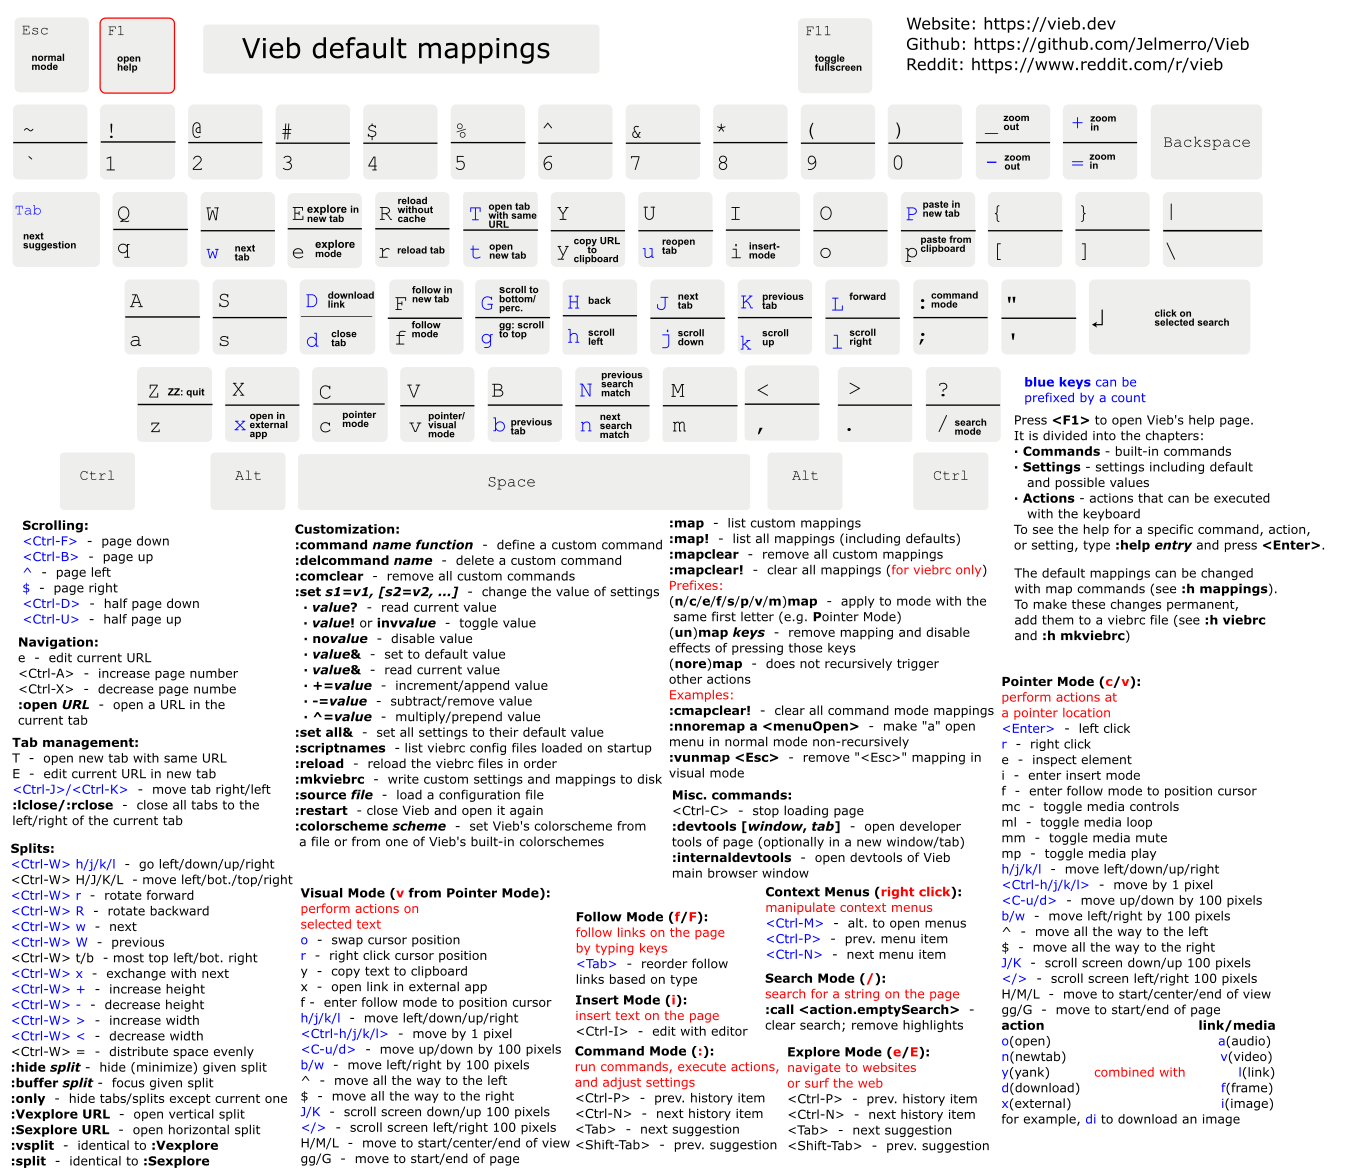 Esc
normal
mode
F1
open
help
Vieb default mappings
F11
toggle
fullscreen
Website: https://vieb.dev
Github: https://github.com/Jelmerro/Vieb
Reddit: https://www.reddit.com/r/vieb
~
`
!
1
@
2
#
3
$
4
%
5
^
6
&
7
*
8
(
9
)
0
_ zoom
out
- zoom
out
+ zoom
in
= zoom
in
Backspace
Tab
next
suggestion
Q
q
W
w next
tab
E explore in
new tab
e explore
mode
R reload
without
cache
r reload tab
T open tab
with same
URL
t open
new tab
Y
y copy URL
to
clipboard
U
u reopen
tab
I
i insert-
mode
O
o
P paste in
new tab
p paste from
clipboard
{
[
}
]
|
\
A
a
S
s
D download
link
d close
tab
F follow in
new tab
f follow
mode
G scroll to
bottom/
perc.
g gg: scroll
to top
H back
h scroll
left
J next
tab
j scroll
down
K previous
tab
k scroll
up
L forward
l scroll
right
: command
mode
;
"
'
click on
selected search
Z ZZ: quit
z
X
x open in
external
app
C
c pointer
mode
V
v pointer/
visual
mode
B
b previous
tab
N previous
search
match
n next
search
match
M
m
<
,
>
.
?
/ search
mode
Ctrl
Alt
Space
Alt
Ctrl
blue keys can be
prefixed by a count
Press <F1> to open Vieb's help page.
It is divided into the chapters:
· Commands - built-in commands
· Settings - settings including default
and possible values
· Actions - actions that can be executed
with the keyboard
To see the help for a specific command, action,
or setting, type :help entry and press <Enter>.
The default mappings can be changed
with map commands (see :h mappings).
To make these changes permanent,
add them to a viebrc file (see :h viebrc
and :h mkviebrc)
Scrolling:
<Ctrl-F> - page down
<Ctrl-B> - page up
^ - page left
$ - page right
<Ctrl-D> - half page down
<Ctrl-U> - half page up
Navigation:
e - edit current URL
<Ctrl-A> - increase page number
<Ctrl-X> - decrease page numbe
:open URL - open a URL in the
current tab
Tab management:
T - open new tab with same URL
E - edit current URL in new tab
<Ctrl-J>/<Ctrl-K> - move tab right/left
:lclose/:rclose - close all tabs to the
left/right of the current tab
Splits:
<Ctrl-W> h/j/k/l - go left/down/up/right
<Ctrl-W> H/J/K/L - move left/bot./top/right
<Ctrl-W> r - rotate forward
<Ctrl-W> R - rotate backward
<Ctrl-W> w - next
<Ctrl-W> W - previous
<Ctrl-W> t/b - most top left/bot. right
<Ctrl-W> x - exchange with next
<Ctrl-W> + - increase height
<Ctrl-W> - - decrease height
<Ctrl-W> > - increase width
<Ctrl-W> < - decrease width
<Ctrl-W> = - distribute space evenly
:hide split - hide (minimize) given split
:buffer split - focus given split
:only - hide tabs/splits except current one
:Vexplore URL - open vertical split
:Sexplore URL - open horizontal split
:vsplit - identical to :Vexplore
:split - identical to :Sexplore
Customization:
:command name function - define a custom command
:delcommand name - delete a custom command
:comclear - remove all custom commands
:set s1=v1, [s2=v2, ...] - change the value of settings
· value? - read current value
· value! or invvalue - toggle value
· novalue - disable value
· value& - set to default value
· value& - read current value
· +=value - increment/append value
· -=value - subtract/remove value
· ^=value - multiply/prepend value
:set all& - set all settings to their default value
:scriptnames - list viebrc config files loaded on startup
:reload - reload the viebrc files in order
:mkviebrc - write custom settings and mappings to disk
:source file - load a configuration file
:restart - close Vieb and open it again
:colorscheme scheme - set Vieb's colorscheme from
a file or from one of Vieb's built-in colorschemes
:map - list custom mappings
:map! - list all mappings (including defaults)
:mapclear - remove all custom mappings
:mapclear! - clear all mappings (for viebrc only)
Prefixes:
(n/c/e/f/s/p/v/m)map - apply to mode with the
same first letter (e.g. Pointer Mode)
(un)map keys - remove mapping and disable
effects of pressing those keys
(nore)map - does not recursively trigger
other actions
Examples:
:cmapclear! - clear all command mode mappings
:nnoremap a <menuOpen> - make "a" open
menu in normal mode non-recursively
:vunmap <Esc> - remove "<Esc>" mapping in
visual mode
Misc. commands:
<Ctrl-C> - stop loading page
:devtools [window, tab] - open developer
tools of page (optionally in a new window/tab)
:internaldevtools - open devtools of Vieb
main browser window
Visual Mode (v from Pointer Mode):
perform actions on
selected text
o - swap cursor position
r - right click cursor position
y - copy text to clipboard
x - open link in external app
f - enter follow mode to position cursor
h/j/k/l - move left/down/up/right
<Ctrl-h/j/k/l> - move by 1 pixel
<C-u/d> - move up/down by 100 pixels
b/w - move left/right by 100 pixels
^ - move all the way to the left
$ - move all the way to the right
J/K - scroll screen down/up 100 pixels
</> - scroll screen left/right 100 pixels
H/M/L - move to start/center/end of view
gg/G - move to start/end of page
Follow Mode (f/F):
follow links on the page
by typing keys
<Tab> - reorder follow
links based on type
Insert Mode (i):
insert text on the page
<Ctrl-I> - edit with editor
Command Mode (:):
run commands, execute actions,
and adjust settings
<Ctrl-P> - prev. history item
<Ctrl-N> - next history item
<Tab> - next suggestion
<Shift-Tab> - prev. suggestion
Context Menus (right click):
manipulate context menus
<Ctrl-M> - alt. to open menus
<Ctrl-P> - prev. menu item
<Ctrl-N> - next menu item
Search Mode (/):
search for a string on the page
:call <action.emptySearch> -
clear search; remove highlights
Explore Mode (e/E):
navigate to websites
or surf the web
<Ctrl-P> - prev. history item
<Ctrl-N> - next history item
<Tab> - next suggestion
<Shift-Tab> - prev. suggestion
Pointer Mode (c/v):
perform actions at
a pointer location
<Enter> - left click
r - right click
e - inspect element
i - enter insert mode
f - enter follow mode to position cursor
mc - toggle media controls
ml - toggle media loop
mm - toggle media mute
mp - toggle media play
h/j/k/l - move left/down/up/right
<Ctrl-h/j/k/l> - move by 1 pixel
<C-u/d> - move up/down by 100 pixels
b/w - move left/right by 100 pixels
^ - move all the way to the left
$ - move all the way to the right
J/K - scroll screen down/up 100 pixels
</> - scroll screen left/right 100 pixels
H/M/L - move to start/center/end of view
gg/G - move to start/end of page
action link/media
o(open) a(audio)
n(newtab) v(video)
y(yank) combined with l(link)
d(download) f(frame)
x(external) i(image)
for example, di to download an image